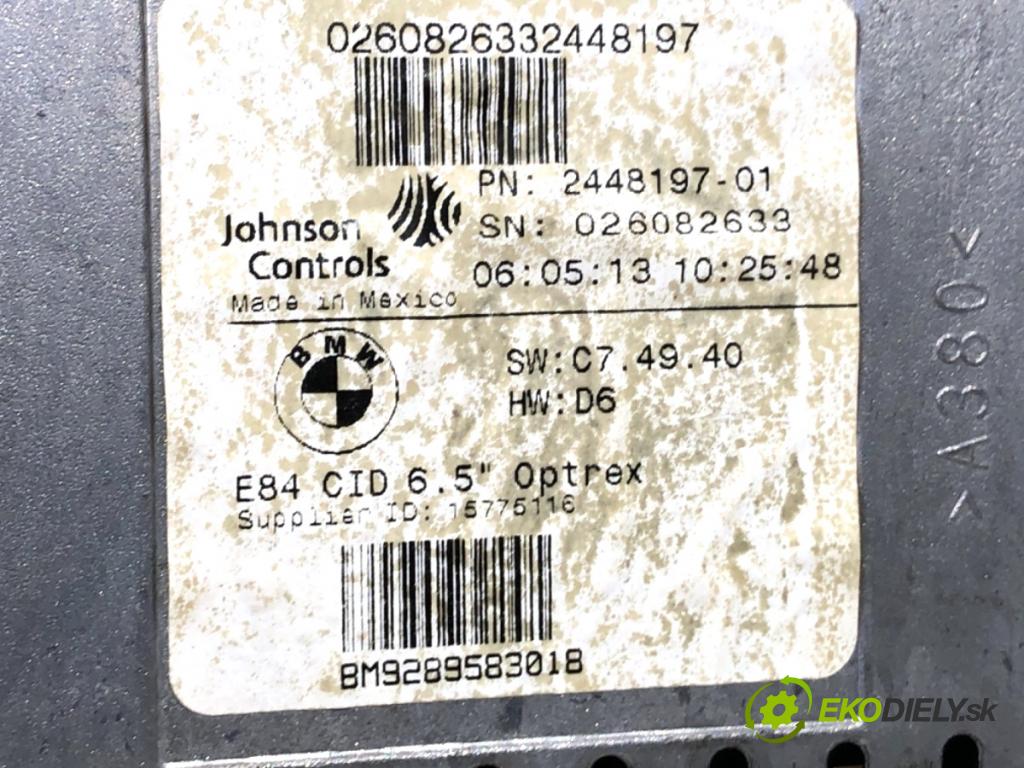 0260826332448197
PN: 2448197-01
Johnson Controls
SN: 026082633
06:05:13 10:25:48
Made in Mexico
BMW
SW:C7.49.40
HW:D6
E84 CID 6.5" Optrex
Supplier ID: 15775116
BM9289583018
>A380<
EKODIELY.sk